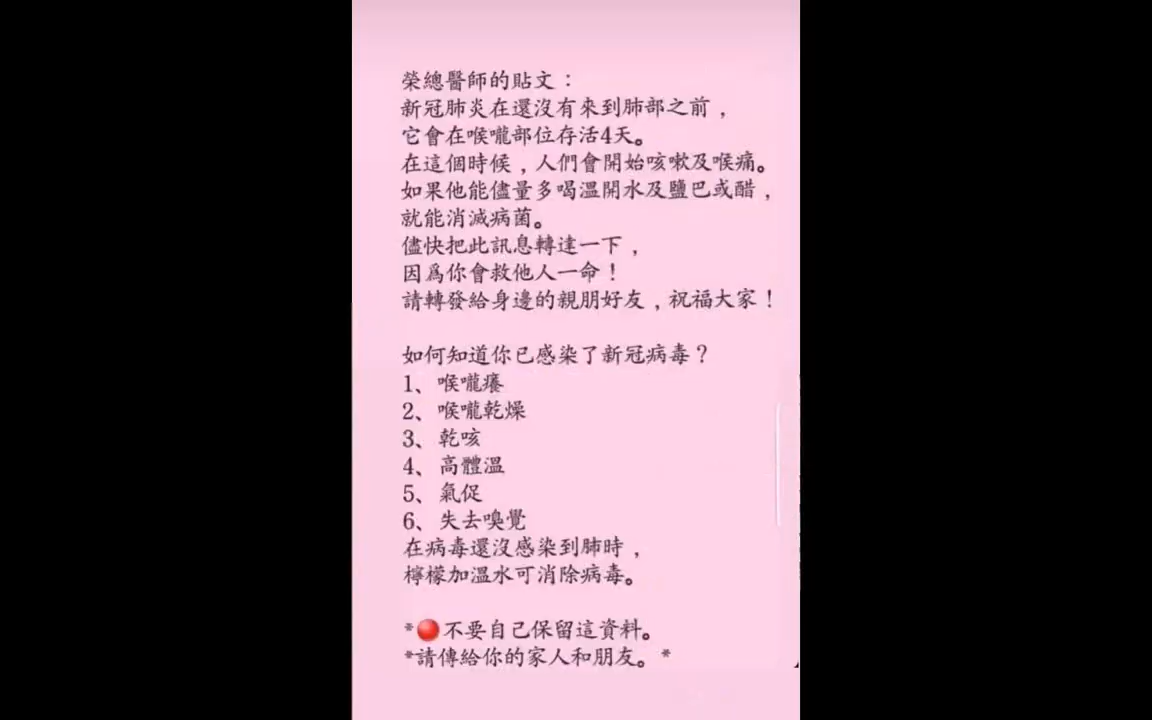 榮總醫師的貼文：
新冠肺炎在還沒有來到肺部之前，
它會在喉嚨部位存活4天。
在這個時候，人們會開始咳嗽及喉痛。
如果他能儘量多喝溫開水及鹽巴或醋，
就能消滅病菌。
儘快把此訊息轉達一下，
因爲你會救他人一命！
請轉發給身邊的親朋好友，祝福大家！
如何知道你已感染了新冠病毒？
1、喉嚨癢
2、喉嚨乾燥
3、乾咳
4、高體溫
5、氣促
6、失去嗅覺
在病毒還沒感染到肺時，
檸檬加溫水可消除病毒。
*🔴不要自己保留這資料。
*請傳給你的家人和朋友。*